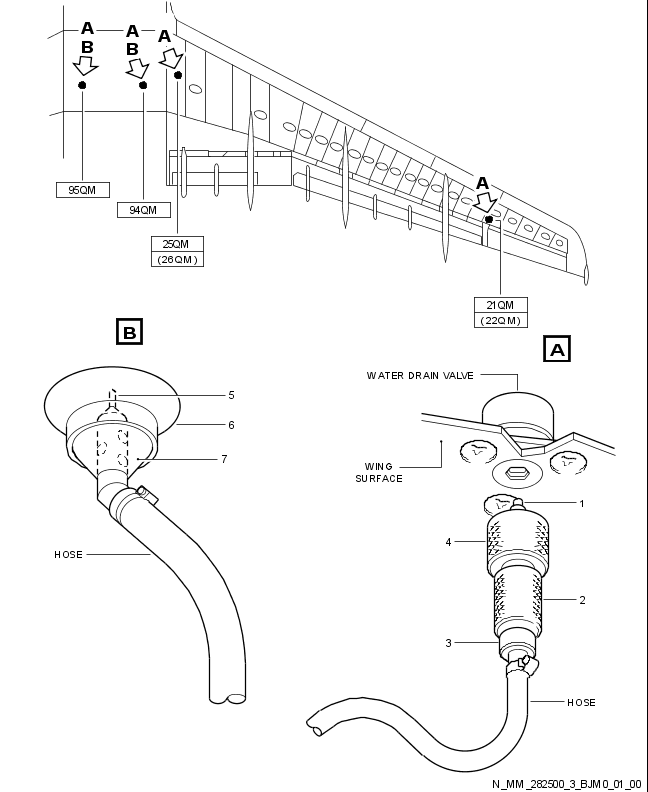 A
B
A
B
A
95QM
94QM
25QM
(26QM)
A
21QM
(22QM)
B
A
WATER DRAIN VALVE
5
6
7
WING
SURFACE
1
4
2
3
HOSE
HOSE
N_MM_282500_3_BJM0_01_00